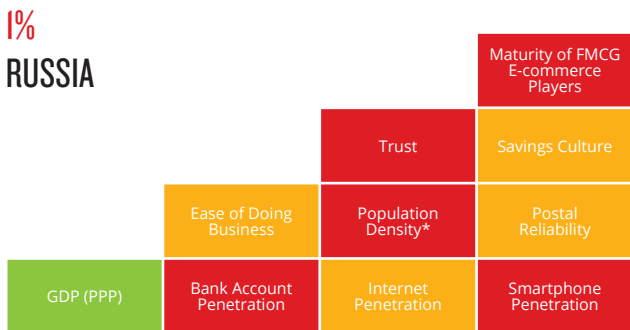 1%
RUSSIA
Maturity of FMCG
E-commerce
Players
Trust
Savings Culture
Ease of Doing
Business
Population
Density*
Postal
Reliability
GDP (PPP)
Bank Account
Penetration
Internet
Penetration
Smartphone
Penetration